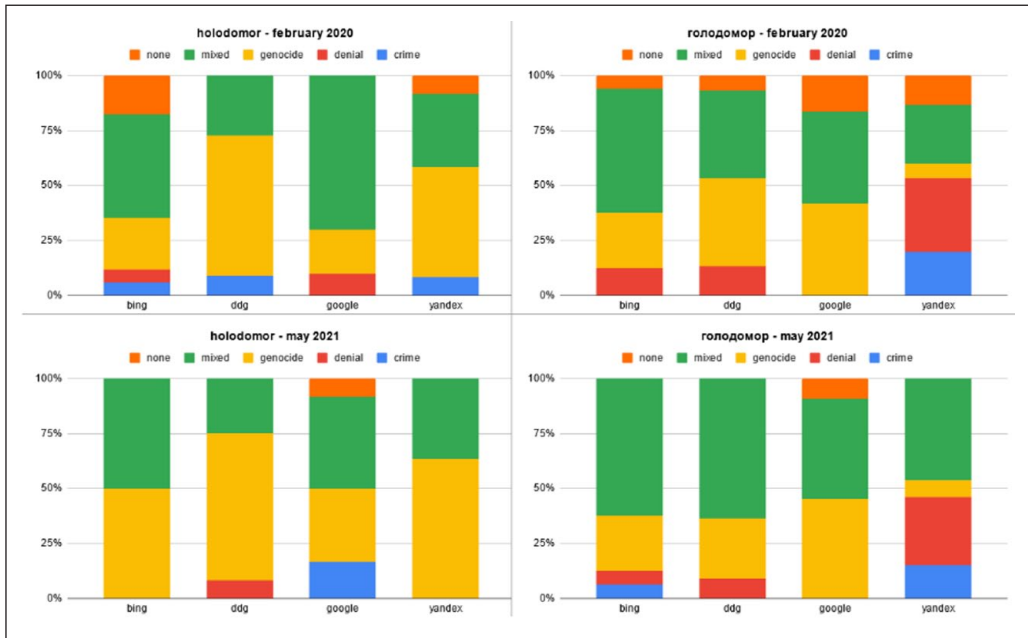 holodomor - february 2020
none mixed genocide denial crime
100%
75%
50%
25%
0%
bing ddg google yandex
голодомор - february 2020
none mixed genocide denial crime
100%
75%
50%
25%
0%
bing ddg google yandex
holodomor - may 2021
none mixed genocide denial crime
100%
75%
50%
25%
0%
bing ddg google yandex
голодомор - may 2021
none mixed genocide denial crime
100%
75%
50%
25%
0%
bing ddg google yandex